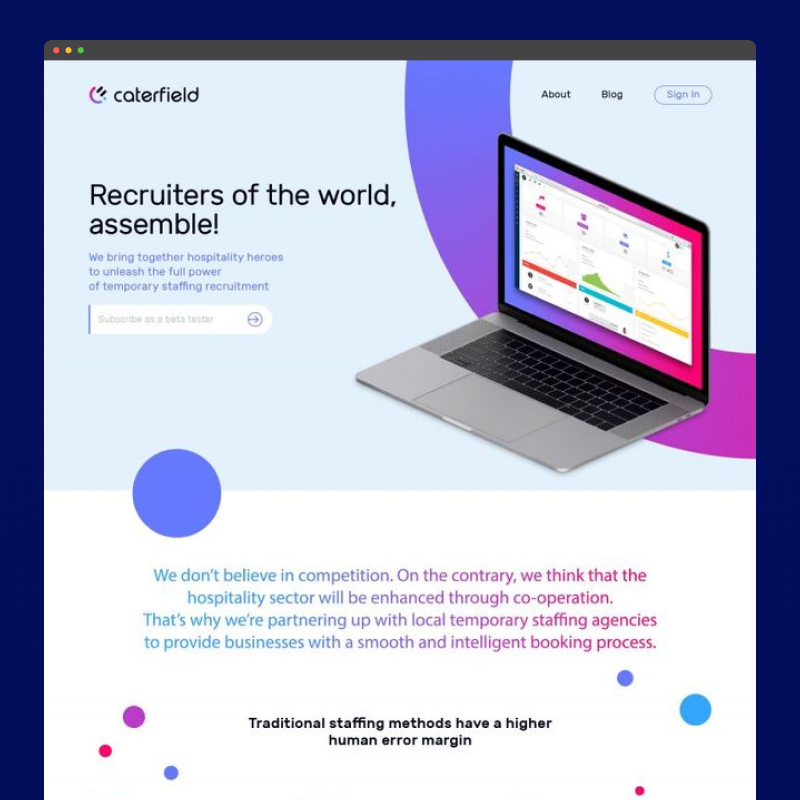 caterfield
About
Blog
Sign In
Recruiters of the world,
assemble!
We bring together hospitality heroes
to unleash the full power
of temporary staffing recruitment
Subscribe as a beta tester
We don't believe in competition. On the contrary, we think that the
hospitality sector will be enhanced through co-operation.
That's why we're partnering up with local temporary staffing agencies
to provide businesses with a smooth and intelligent booking process.
Traditional staffing methods have a higher
human error margin